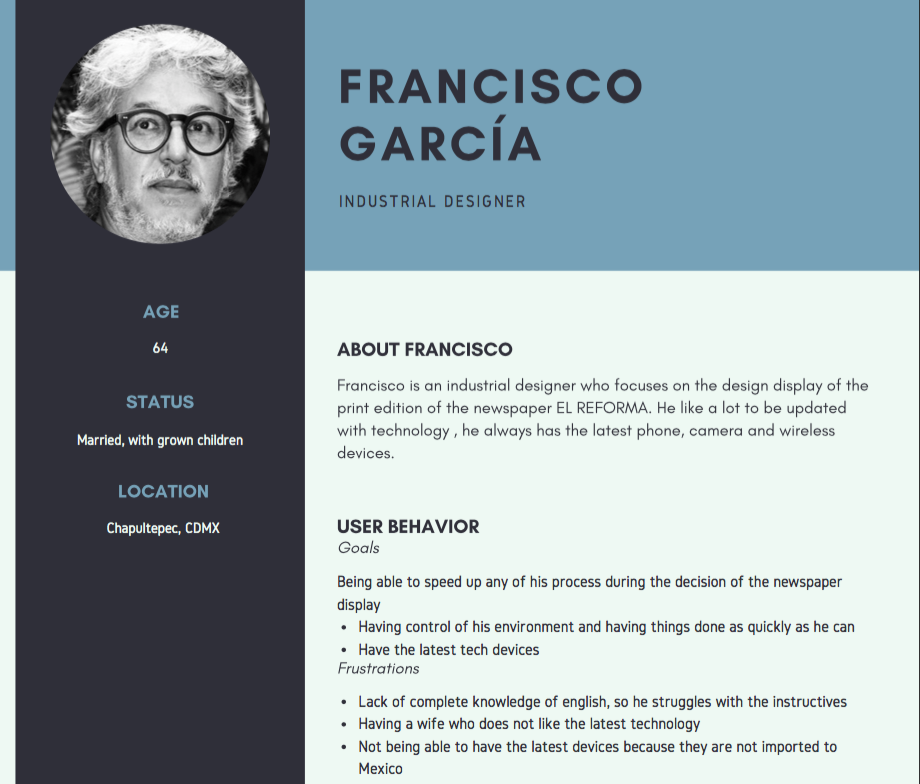 FRANCISCO
GARCÍA
INDUSTRIAL DESIGNER
AGE
64
STATUS
Married, with grown children
LOCATION
Chapultepec, CDMX
ABOUT FRANCISCO
Francisco is an industrial designer who focuses on the design display of the
print edition of the newspaper EL REFORMA. He like a lot to be updated
with technology , he always has the latest phone, camera and wireless
devices.
USER BEHAVIOR
Goals
Being able to speed up any of his process during the decision of the newspaper
display
• Having control of his environment and having things done as quickly as he can
• Have the latest tech devices
Frustrations
• Lack of complete knowledge of english, so he struggles with the instructives
• Having a wife who does not like the latest technology
• Not being able to have the latest devices because they are not imported to
Mexico